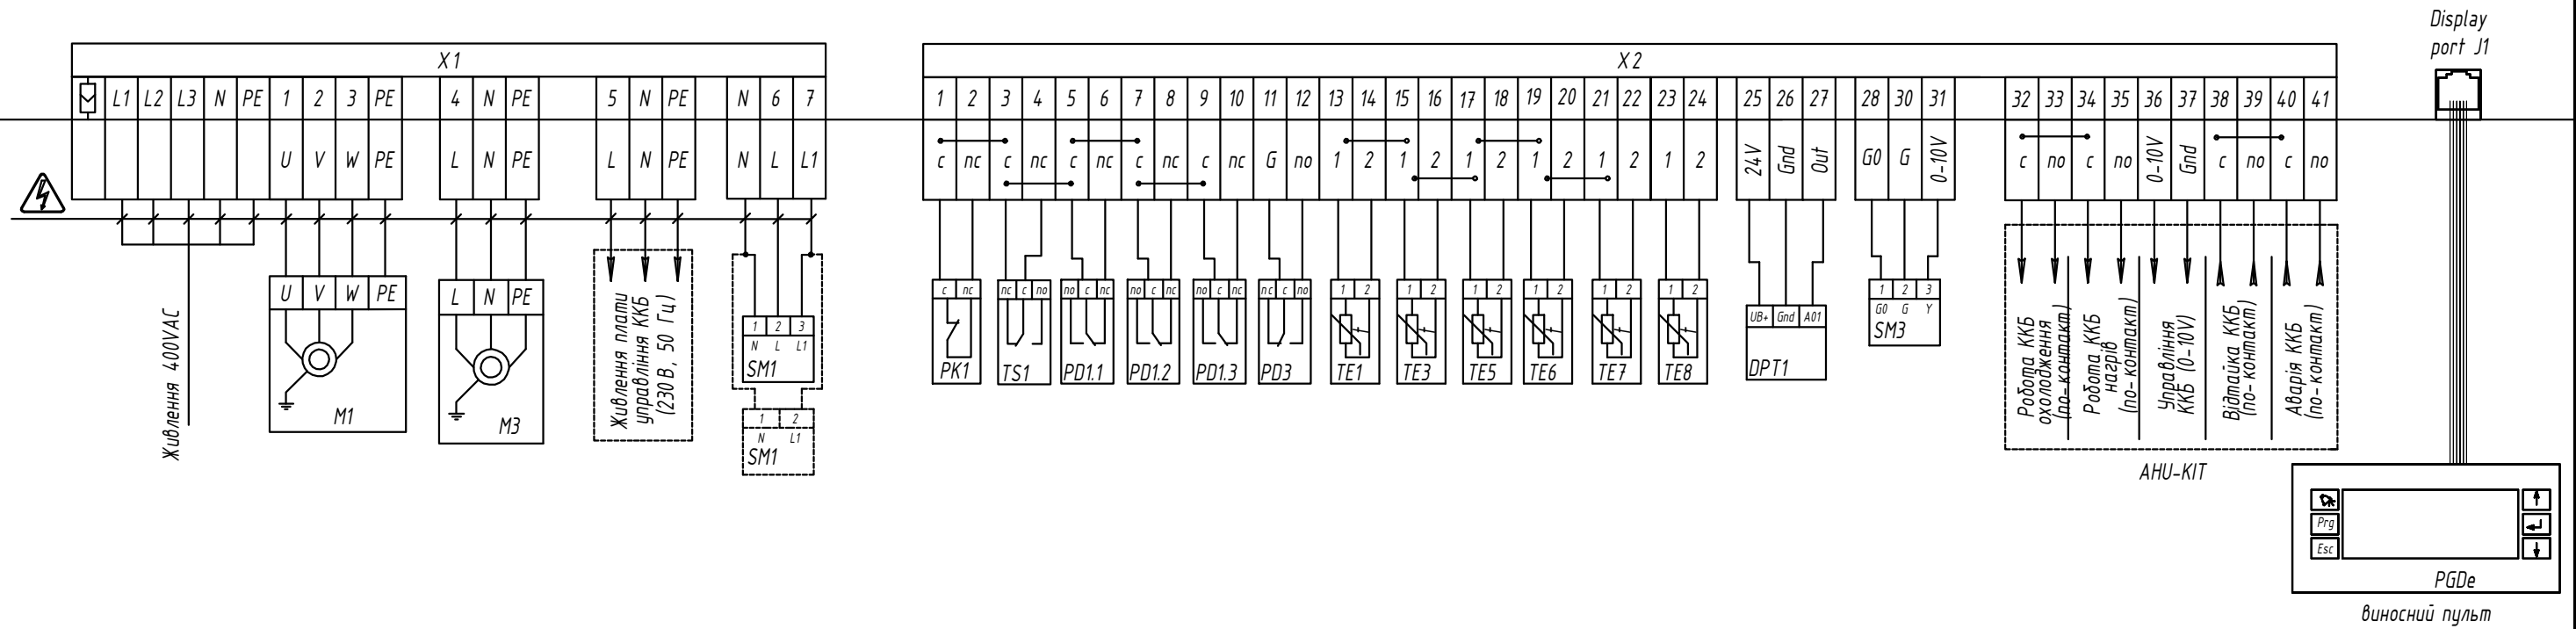 Display
port J1
X1
X2
L1 L2 L3 N PE 1 2 3 PE 4 N PE 5 N PE N 6 7
1 2 3 4 5 6 7 8 9 10 11 12 13 14 15 16 17 18 19 20 21 22 23 24 25 26 27 28 30 31 32 33 34 35 36 37 38 39 40 41
U V W PE L N PE L N PE N L L1
c nc c nc c nc c nc c nc G no 1 2 1 2 1 2 1 2 1 2 1 2 24V Gnd Out G0 G 0-10V c no c no 0-10V Gnd c no c no
Живлення 400VAC
U V W PE
M1
L N PE
M3
Живлення плати
управління ККБ
(230 В, 50 Гц)
1 2 3
N L L1
SM1
1 2
N L1
SM1
c nc
PK1
nc c no
TS1
no c nc
PD1.1
no c nc
PD1.2
no c nc
PD1.3
nc c no
PD3
1 2
TE1
1 2
TE3
1 2
TE5
1 2
TE6
1 2
TE7
1 2
TE8
UB+ Gnd A01
DPT1
1 2 3
G0 G Y
SM3
Робота ККБ
охолодження
(no-контакт)
Робота ККБ
нагрів
(no-контакт)
Управління
ККБ (0-10V)
Відтайка ККБ
(no-контакт)
Аварія ККБ
(no-контакт)
AHU-KIT
Prg
Esc
PGDe
виносний пульт